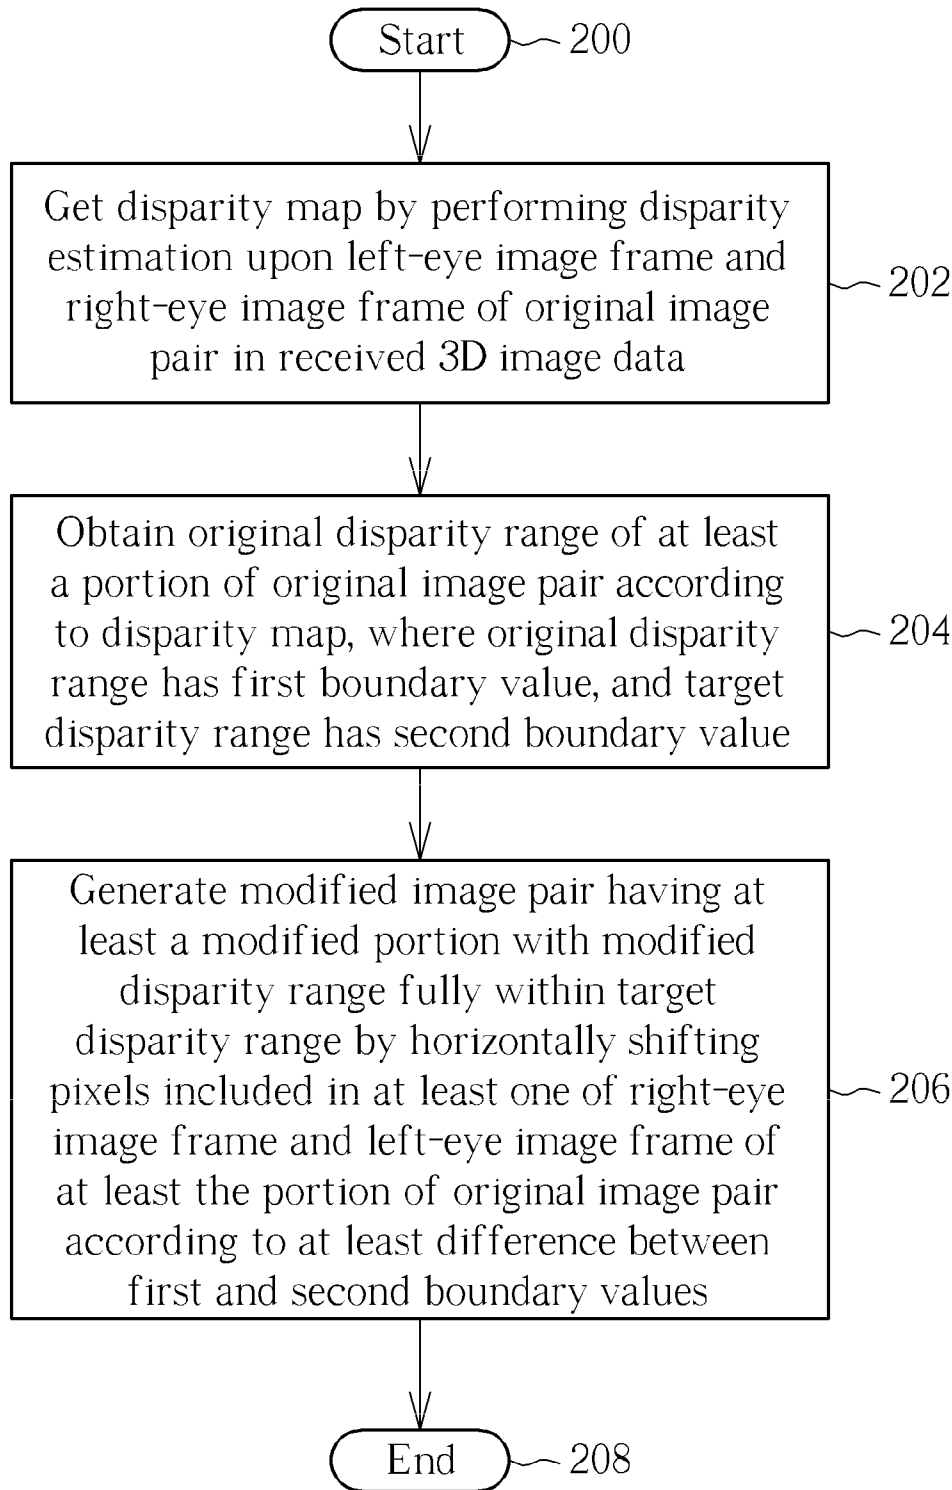 Start
200
Get disparity map by performing disparity
estimation upon left-eye image frame and
right-eye image frame of original image
pair in received 3D image data
202
Obtain original disparity range of at least
a portion of original image pair according
to disparity map, where original disparity
range has first boundary value, and target
disparity range has second boundary value
204
Generate modified image pair having at
least a modified portion with modified
disparity range fully within target
disparity range by horizontally shifting
pixels included in at least one of right-eye
image frame and left-eye image frame of
at least the portion of original image pair
according to at least difference between
first and second boundary values
206
End
208